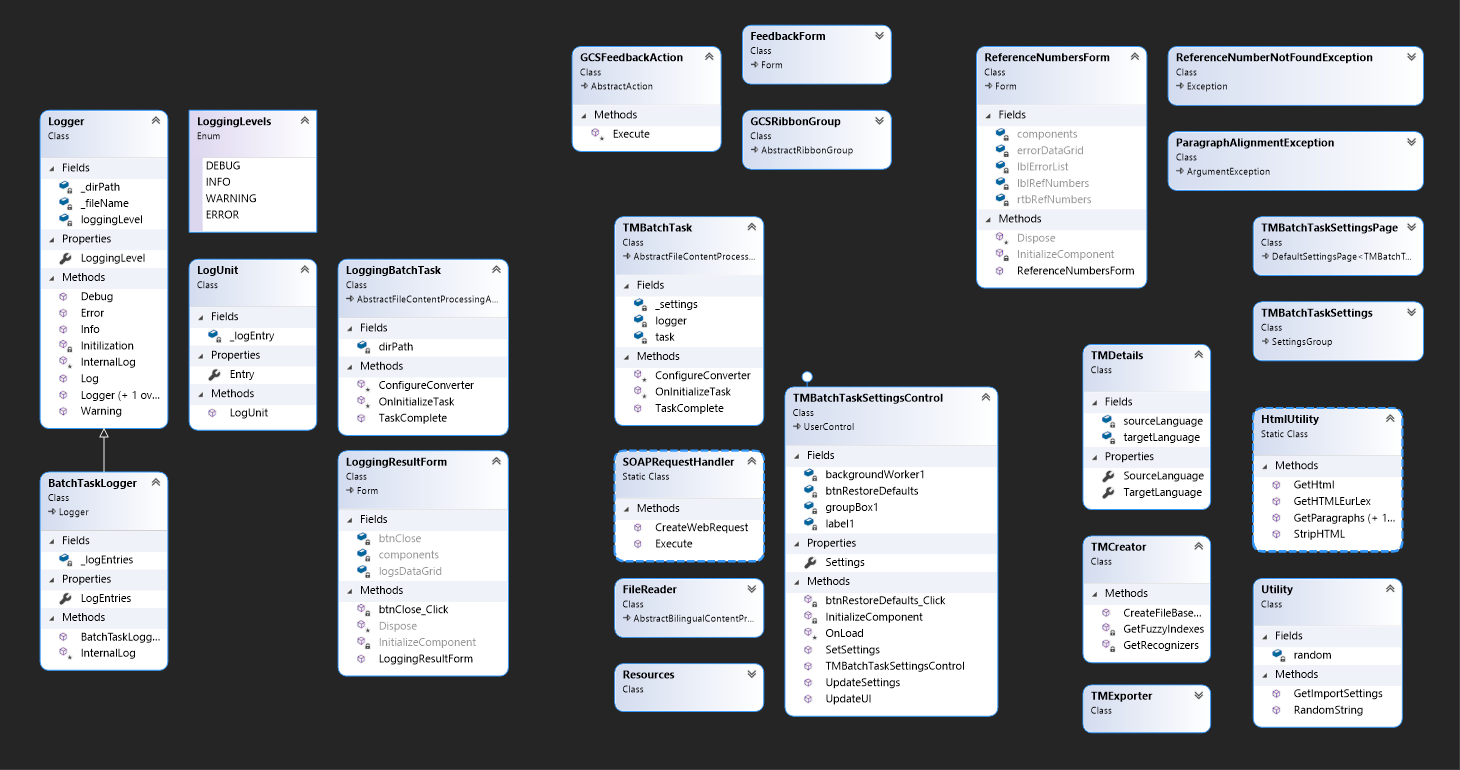 Logger
Class
Fields
_dirPath
_fileName
loggingLevel
Properties
LoggingLevel
Methods
Debug
Error
Info
Initilization
InternalLog
Log
Logger (+ 1 ov...
Warning
BatchTaskLogger
Class
Logger
Fields
_logEntries
Properties
LogEntries
Methods
BatchTaskLogg...
InternalLog
LoggingLevels
Enum
DEBUG
INFO
WARNING
ERROR
LogUnit
Class
Fields
_logEntry
Properties
Entry
Methods
LogUnit
LoggingBatchTask
Class
AbstractFileContentProcessingA...
Fields
dirPath
Methods
ConfigureConverter
OnInitializeTask
TaskComplete
LoggingResultForm
Class
Form
Fields
btnClose
components
logsDataGrid
Methods
btnClose_Click
Dispose
InitializeComponent
LoggingResultForm
GCSFeedbackAction
Class
AbstractAction
Methods
Execute
FeedbackForm
Class
Form
GCSRibbonGroup
Class
AbstractRibbonGroup
TMBatchTask
Class
AbstractFileContentProcess...
Fields
_settings
logger
task
Methods
ConfigureConverter
OnInitializeTask
TaskComplete
SOAPRequestHandler
Static Class
Methods
CreateWebRequest
Execute
FileReader
Class
AbstractBilingualContentPr...
Resources
Class
TMBatchTaskSettingsControl
Class
UserControl
Fields
backgroundWorker1
btnRestoreDefaults
groupBox1
label1
Properties
Settings
Methods
btnRestoreDefaults_Click
InitializeComponent
OnLoad
SetSettings
TMBatchTaskSettingsControl
UpdateSettings
UpdateUI
ReferenceNumbersForm
Class
Form
Fields
components
errorDataGrid
lblErrorList
lblRefNumbers
rtbRefNumbers
Methods
Dispose
InitializeComponent
ReferenceNumbersForm
ReferenceNumberNotFoundException
Class
Exception
ParagraphAlignmentException
Class
ArgumentException
TMBatchTaskSettingsPage
Class
DefaultSettingsPage<TMBatchT...
TMBatchTaskSettings
Class
SettingsGroup
TMDetails
Class
Fields
sourceLanguage
targetLanguage
Properties
SourceLanguage
TargetLanguage
TMCreator
Class
Methods
CreateFileBase...
GetFuzzyIndexes
GetRecognizers
TMExporter
Class
HtmlUtility
Static Class
Methods
GetHtml
GetHTMLEurLex
GetParagraphs (+ 1...
StripHTML
Utility
Class
Fields
random
Methods
GetImportSettings
RandomString